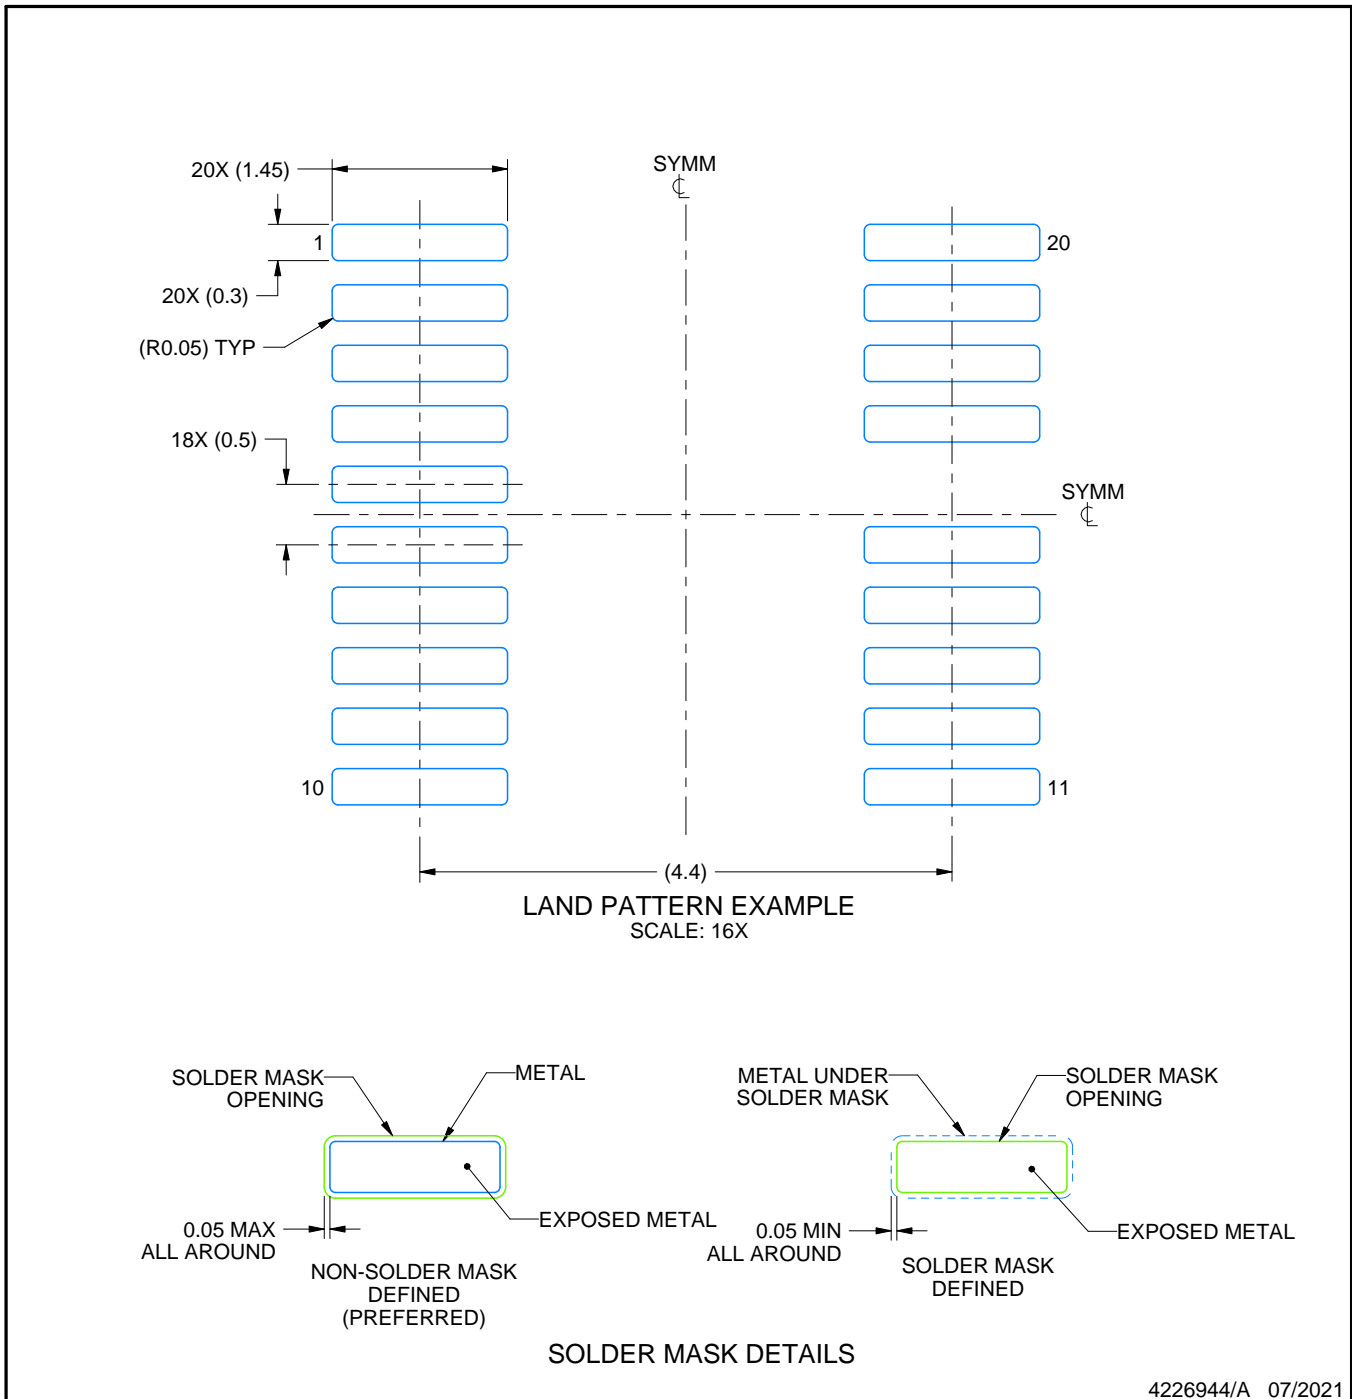 20X (1.45)
SYMM
℄
1
20
20X (0.3)
(R0.05) TYP
18X (0.5)
SYMM
℄
10
11
(4.4)
LAND PATTERN EXAMPLE
SCALE: 16X
SOLDER MASK
OPENING
METAL
EXPOSED METAL
0.05 MAX
ALL AROUND
NON-SOLDER MASK
DEFINED
(PREFERRED)
METAL UNDER
SOLDER MASK
SOLDER MASK
OPENING
EXPOSED METAL
0.05 MIN
ALL AROUND
SOLDER MASK
DEFINED
SOLDER MASK DETAILS
4226944/A 07/2021